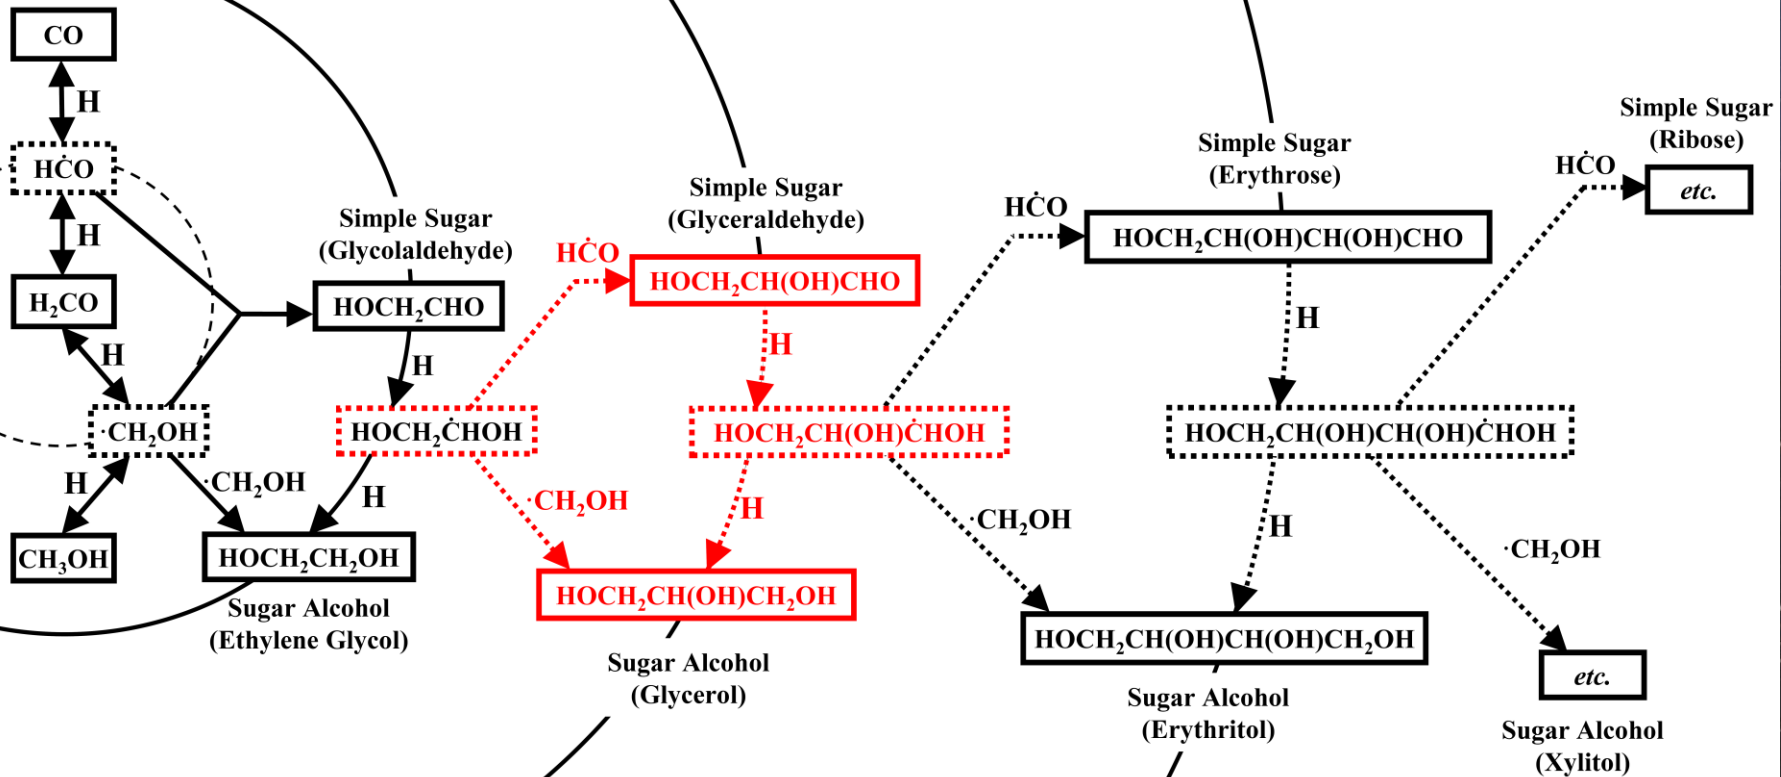 CO
H
HĊO
H
H₂CO
H
·CH₂OH
H
CH₃OH
Simple Sugar
(Glycolaldehyde)
HOCH₂CHO
H
HOCH₂ĊHOH
·CH₂OH
H
HOCH₂CH₂OH
Sugar Alcohol
(Ethylene Glycol)
Simple Sugar
(Glyceraldehyde)
HĊO
HOCH₂CH(OH)CHO
H
HOCH₂CH(OH)ĊHOH
·CH₂OH
H
HOCH₂CH(OH)CH₂OH
Sugar Alcohol
(Glycerol)
Simple Sugar
(Erythrose)
HĊO
HOCH₂CH(OH)CH(OH)CHO
H
HOCH₂CH(OH)CH(OH)ĊHOH
·CH₂OH
H
HOCH₂CH(OH)CH(OH)CH₂OH
Sugar Alcohol
(Erythritol)
Simple Sugar
(Ribose)
HĊO
etc.
·CH₂OH
etc.
Sugar Alcohol
(Xylitol)